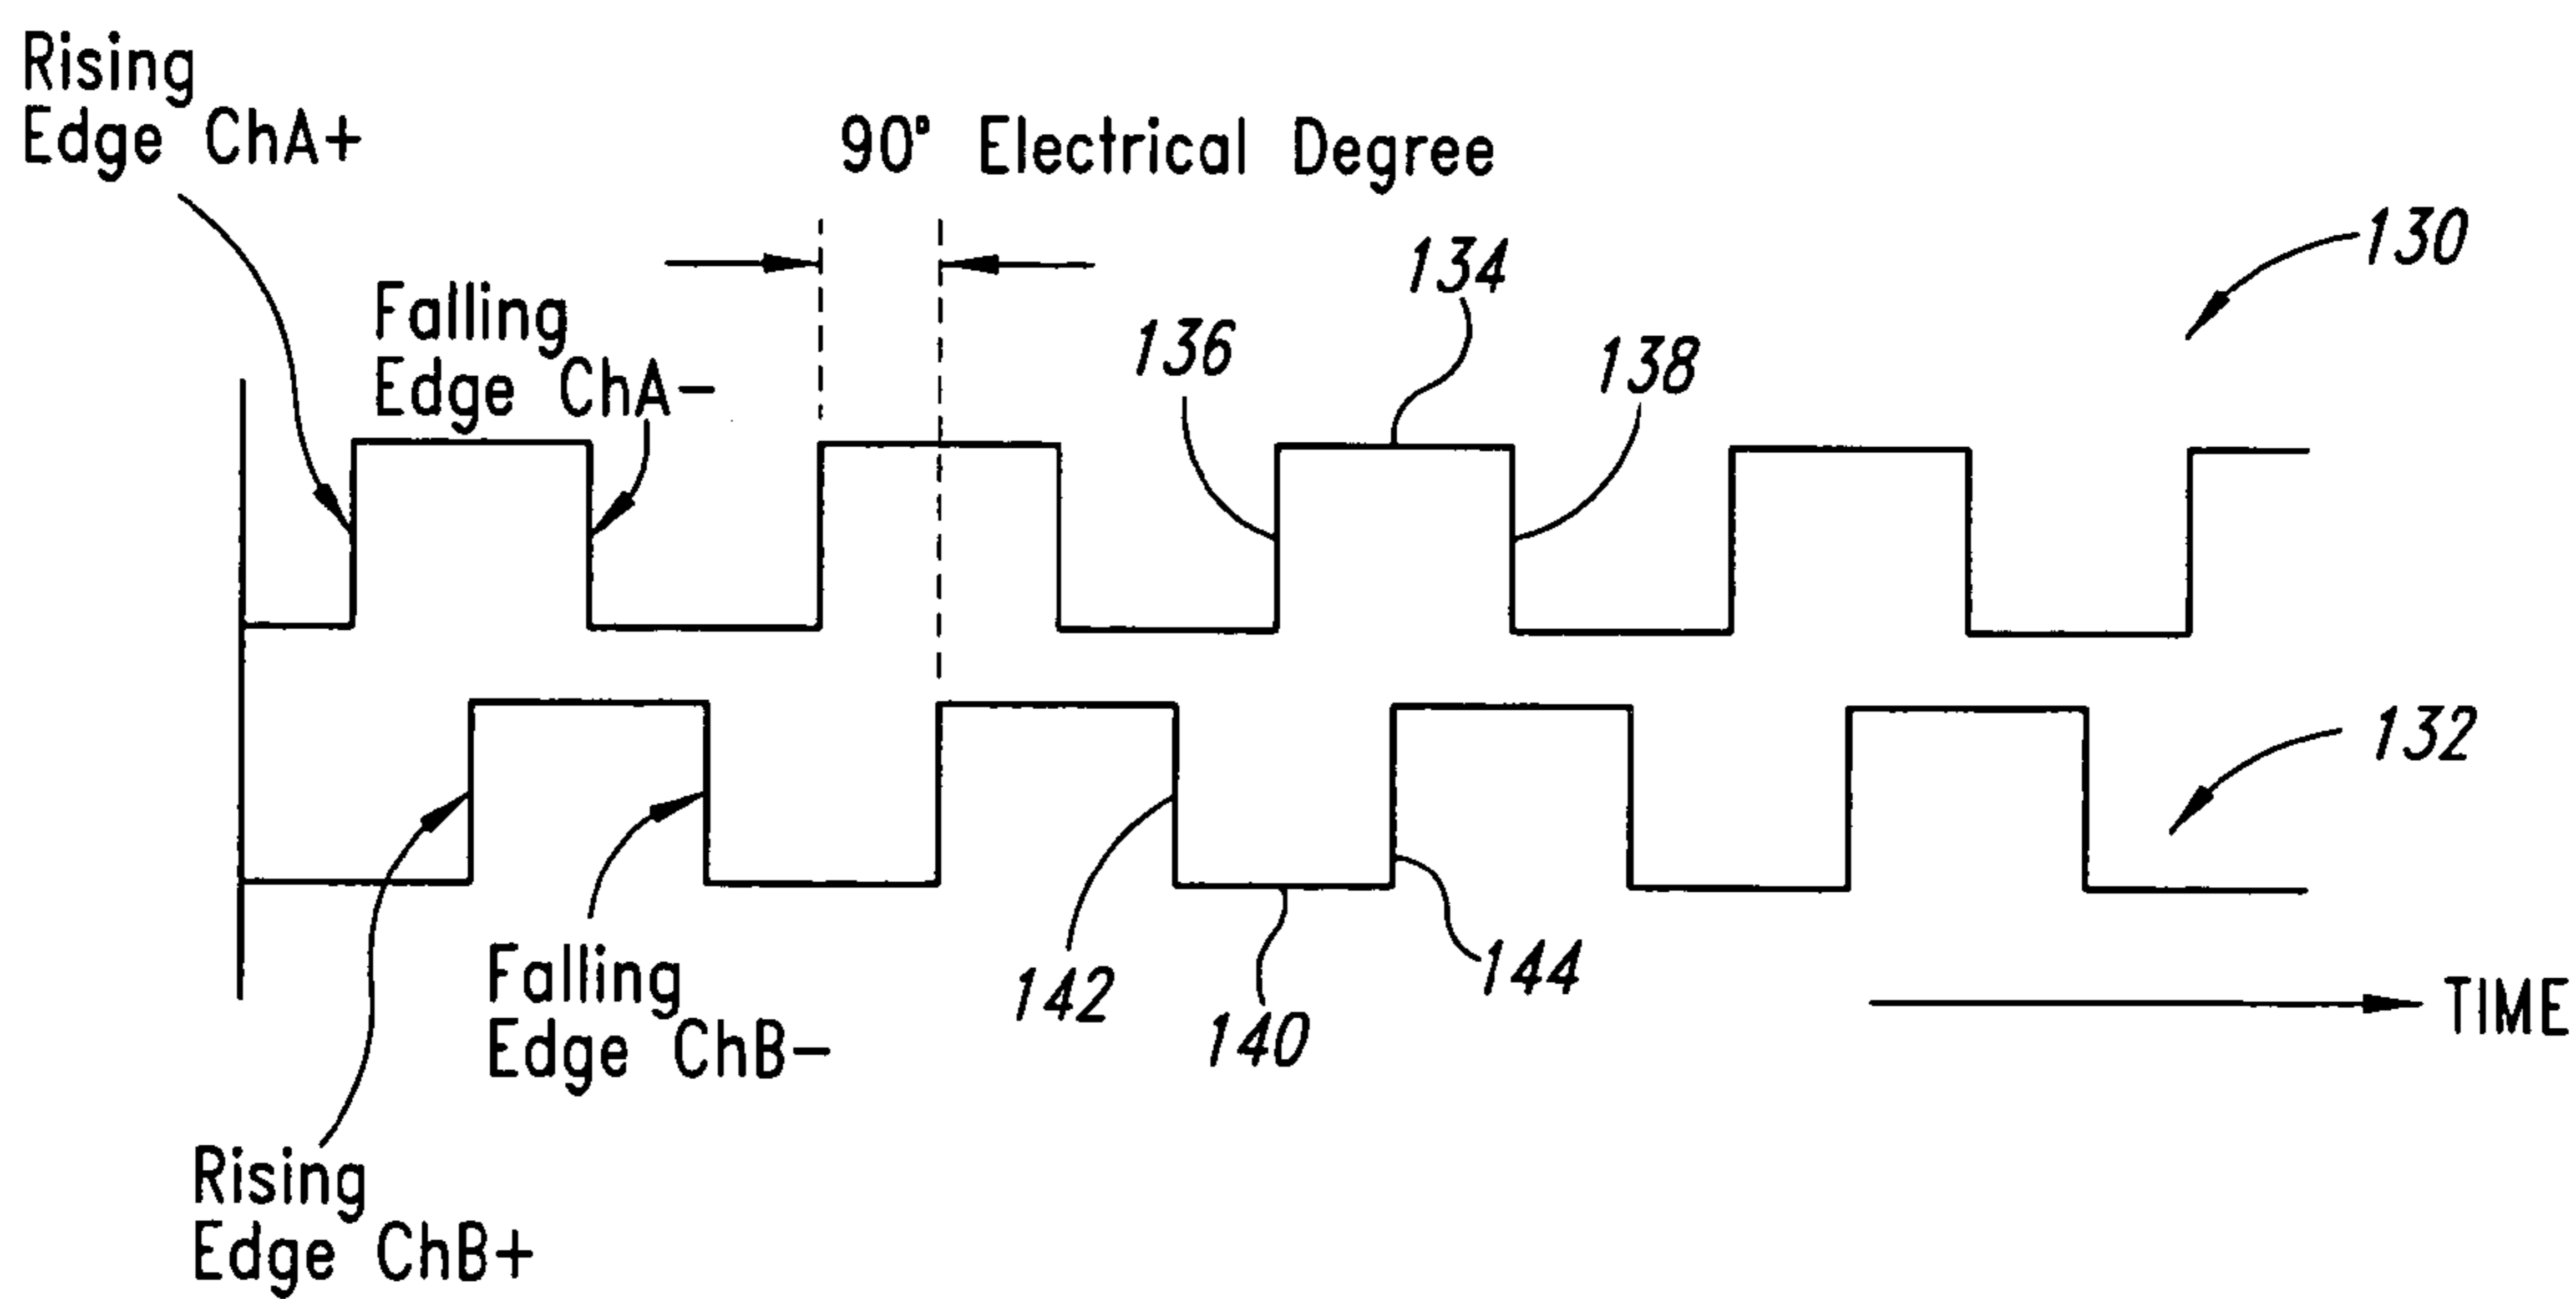 Rising
Edge ChA+
90° Electrical Degree
Falling
Edge ChA-
130
134
136
138
132
142
140
144
Falling
Edge ChB-
TIME
Rising
Edge ChB+